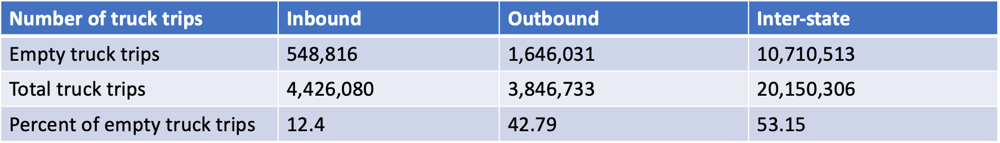 Number of truck trips Inbound Outbound Inter-state
Empty truck trips 548,816 1,646,031 10,710,513
Total truck trips 4,426,080 3,846,733 20,150,306
Percent of empty truck trips 12.4 42.79 53.15